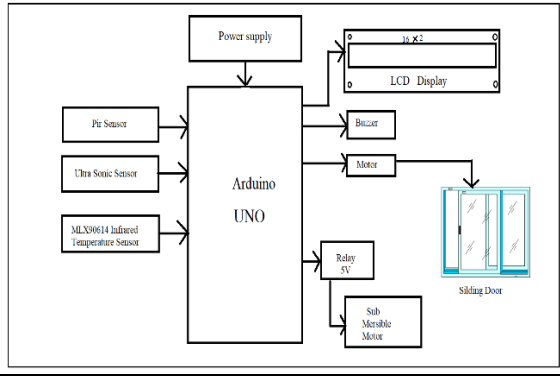 Power supply
16 ×2
LCD Display
Pir Sensor
Buzzer
Ultra Sonic Sensor
Motor
Arduino
UNO
MLX90614 Infrared
Temperature Sensor
Relay
5V
Silding Door
Sub
Mersible
Motor